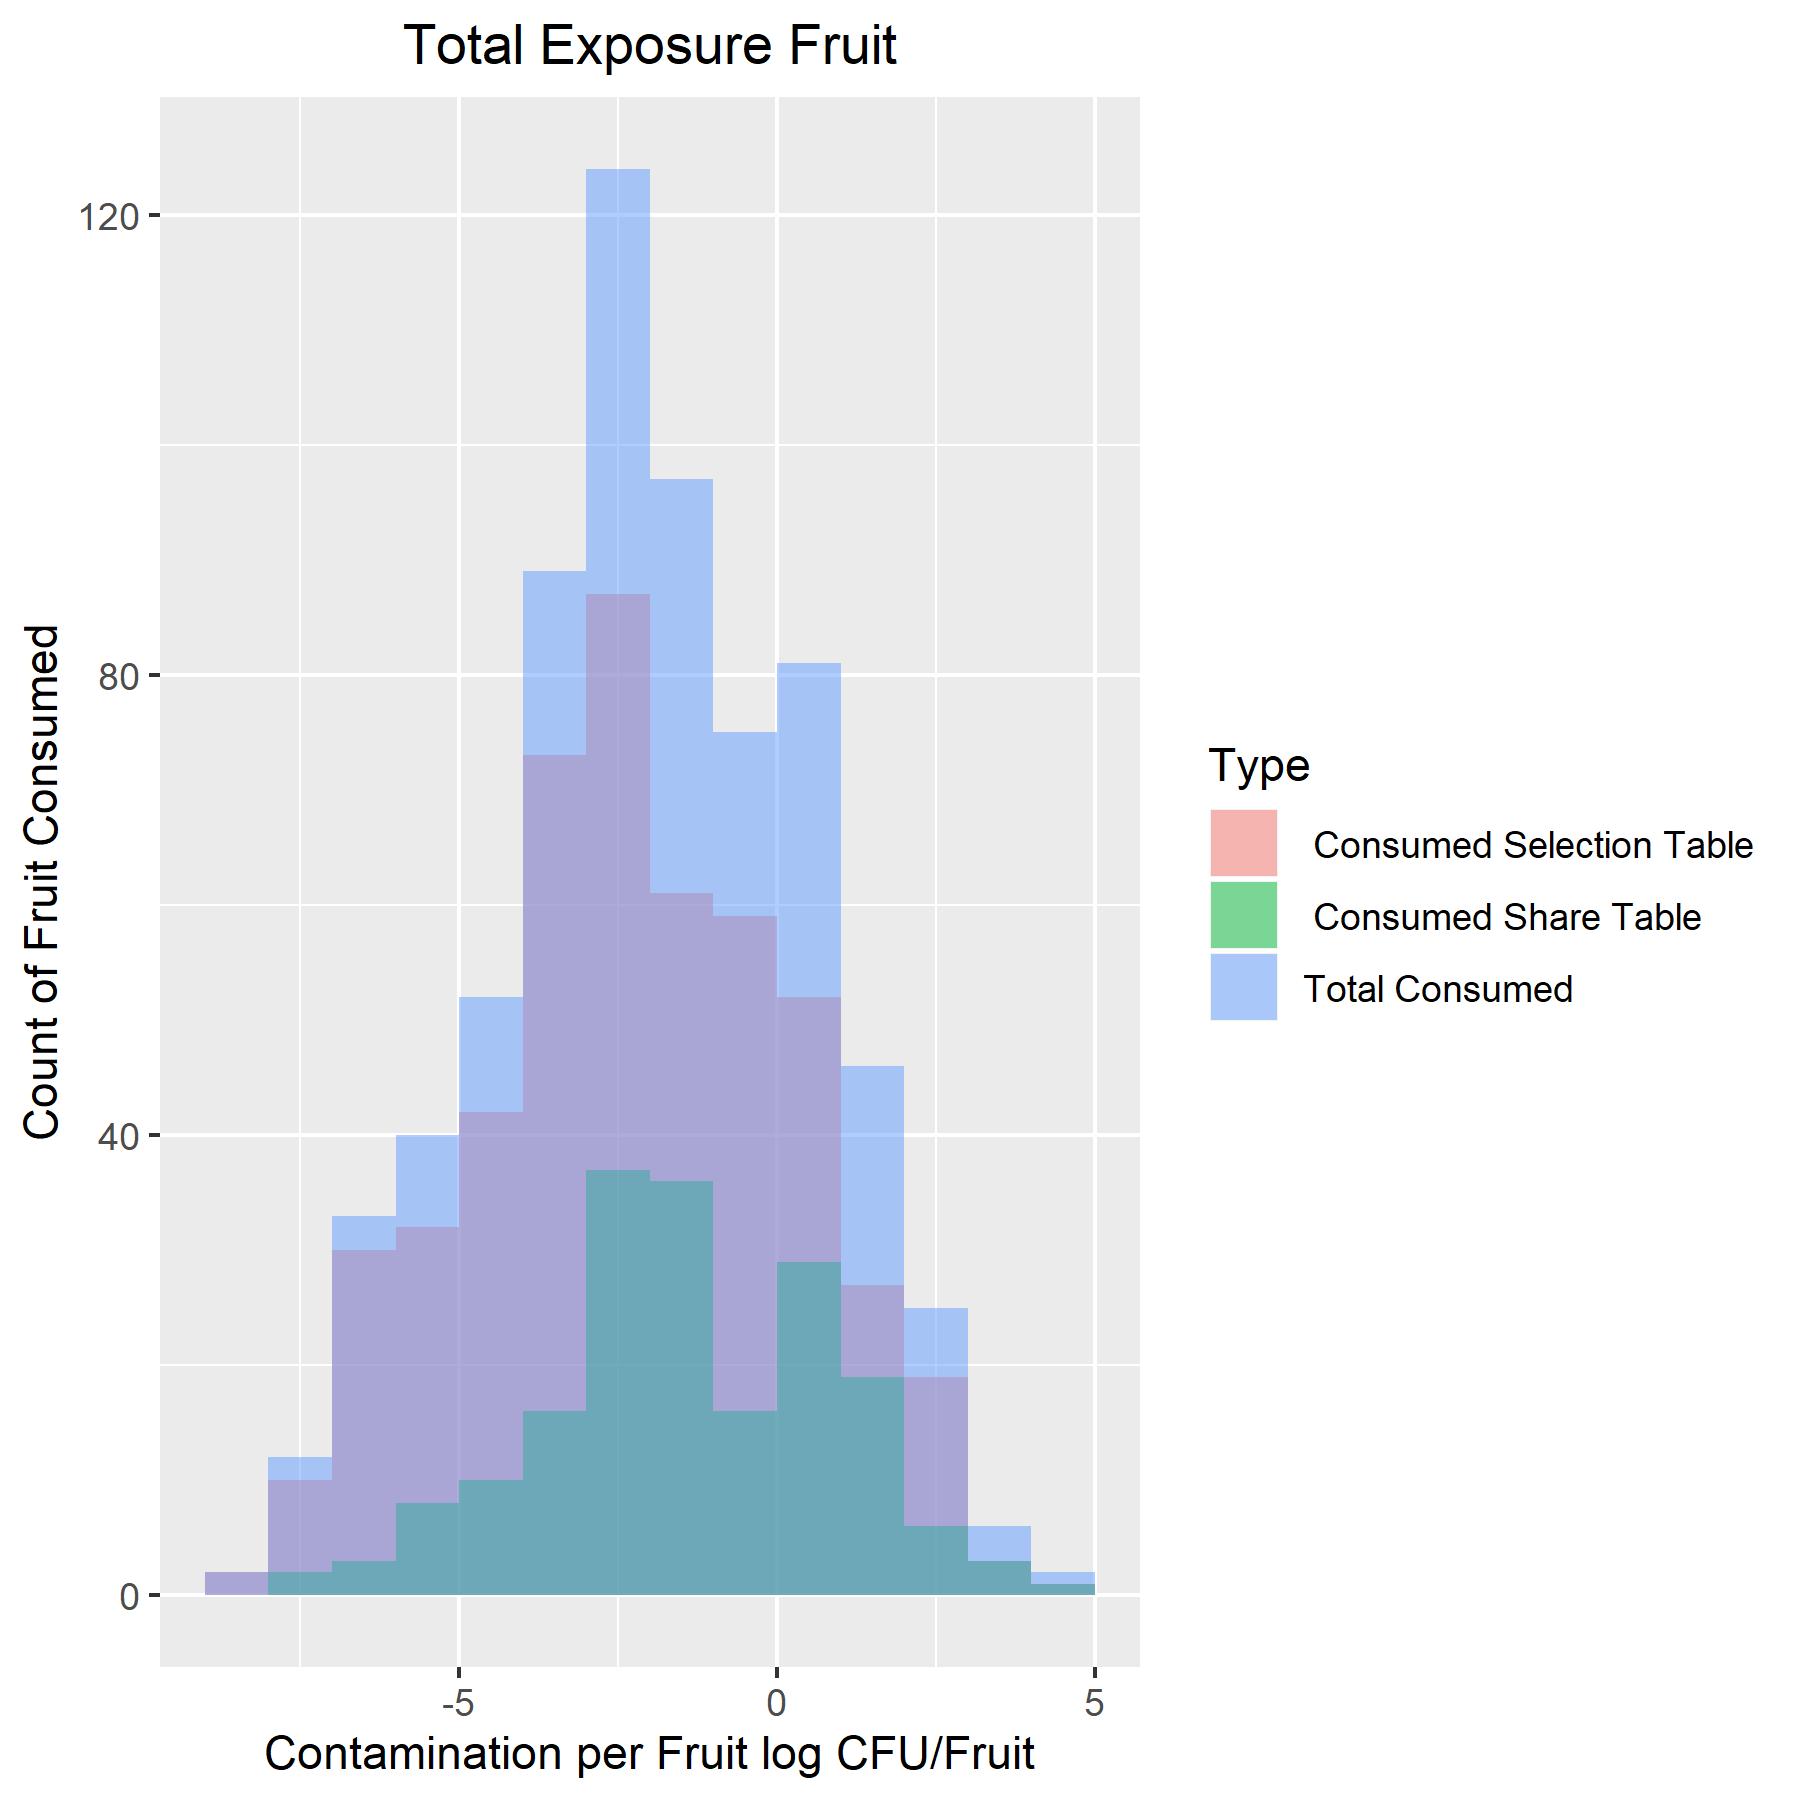 Total Exposure Fruit
120
80
40
0
Count of Fruit Consumed
-5 0 5
Contamination per Fruit log CFU/Fruit
Type
Consumed Selection Table
Consumed Share Table
Total Consumed